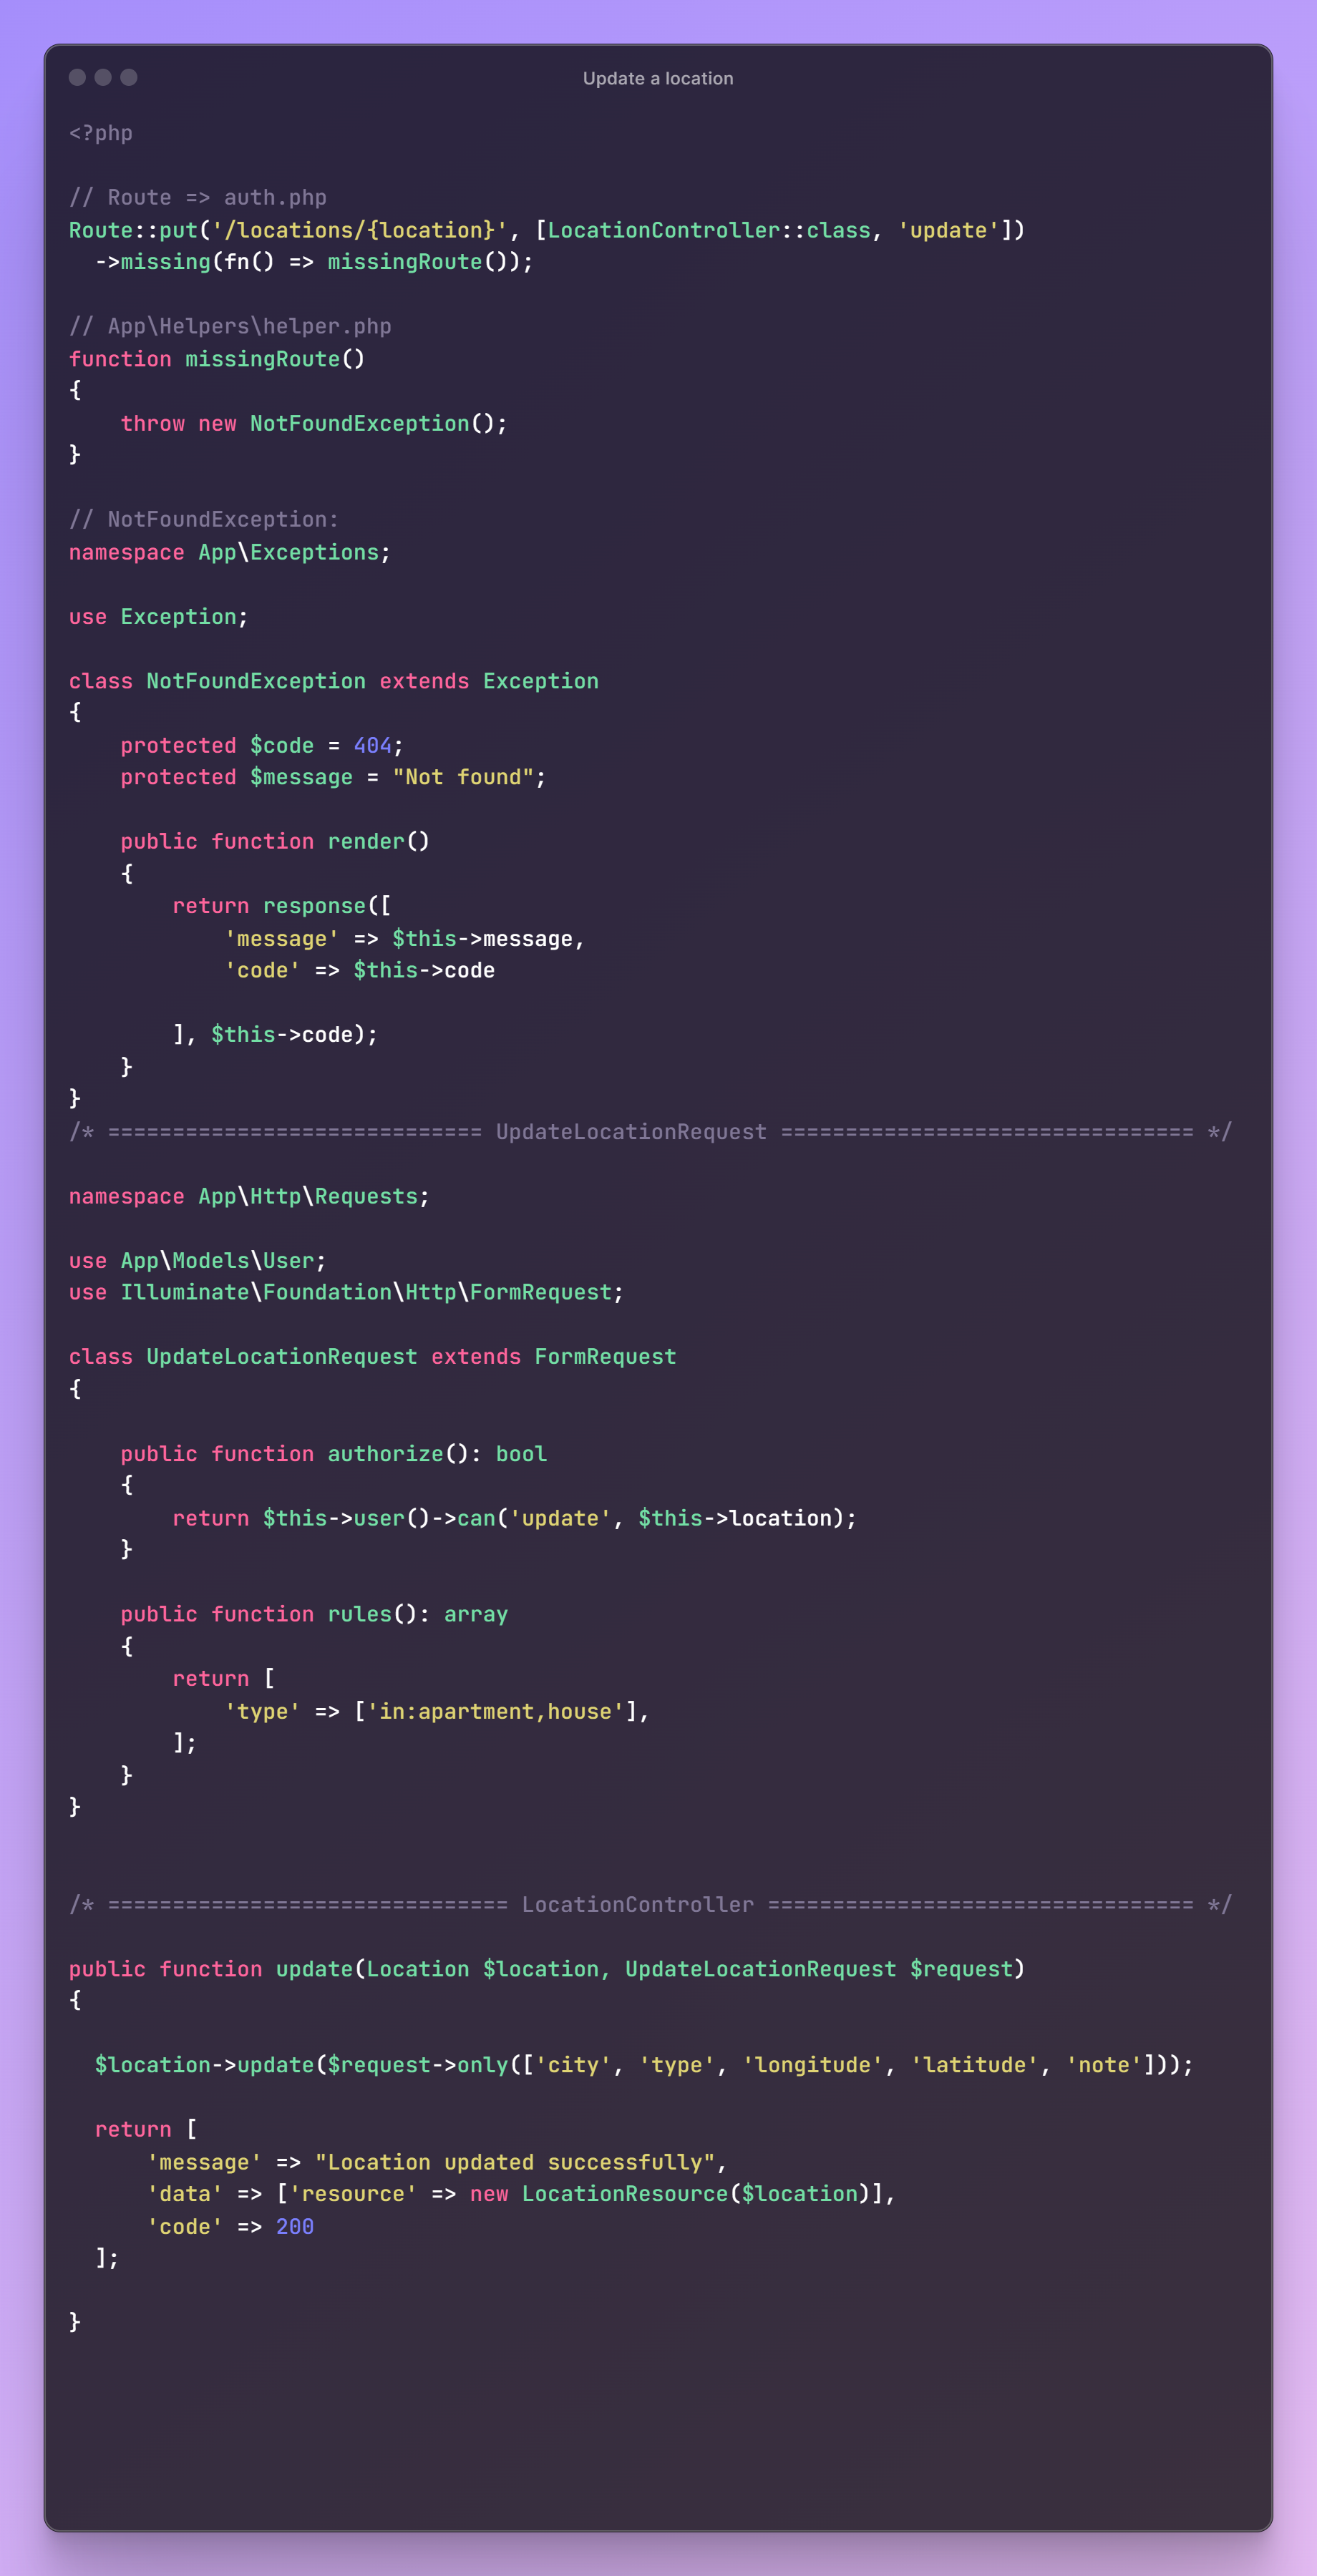 Update a location
<?php
// Route => auth.php
Route::put('/locations/{location}', [LocationController::class, 'update'])
  ->missing(fn() => missingRoute());
// App\Helpers\helper.php
function missingRoute()
{
    throw new NotFoundException();
}
// NotFoundException:
namespace App\Exceptions;
use Exception;
class NotFoundException extends Exception
{
    protected $code = 404;
    protected $message = "Not found";
    public function render()
    {
        return response([
            'message' => $this->message,
            'code' => $this->code
        ], $this->code);
    }
}
/* ============================= UpdateLocationRequest ================================ */
namespace App\Http\Requests;
use App\Models\User;
use Illuminate\Foundation\Http\FormRequest;
class UpdateLocationRequest extends FormRequest
{
    public function authorize(): bool
    {
        return $this->user()->can('update', $this->location);
    }
    public function rules(): array
    {
        return [
            'type' => ['in:apartment,house'],
        ];
    }
}
/* =============================== LocationController ================================= */
public function update(Location $location, UpdateLocationRequest $request)
{
  $location->update($request->only(['city', 'type', 'longitude', 'latitude', 'note']));
  return [
      'message' => "Location updated successfully",
      'data' => ['resource' => new LocationResource($location)],
      'code' => 200
  ];
}